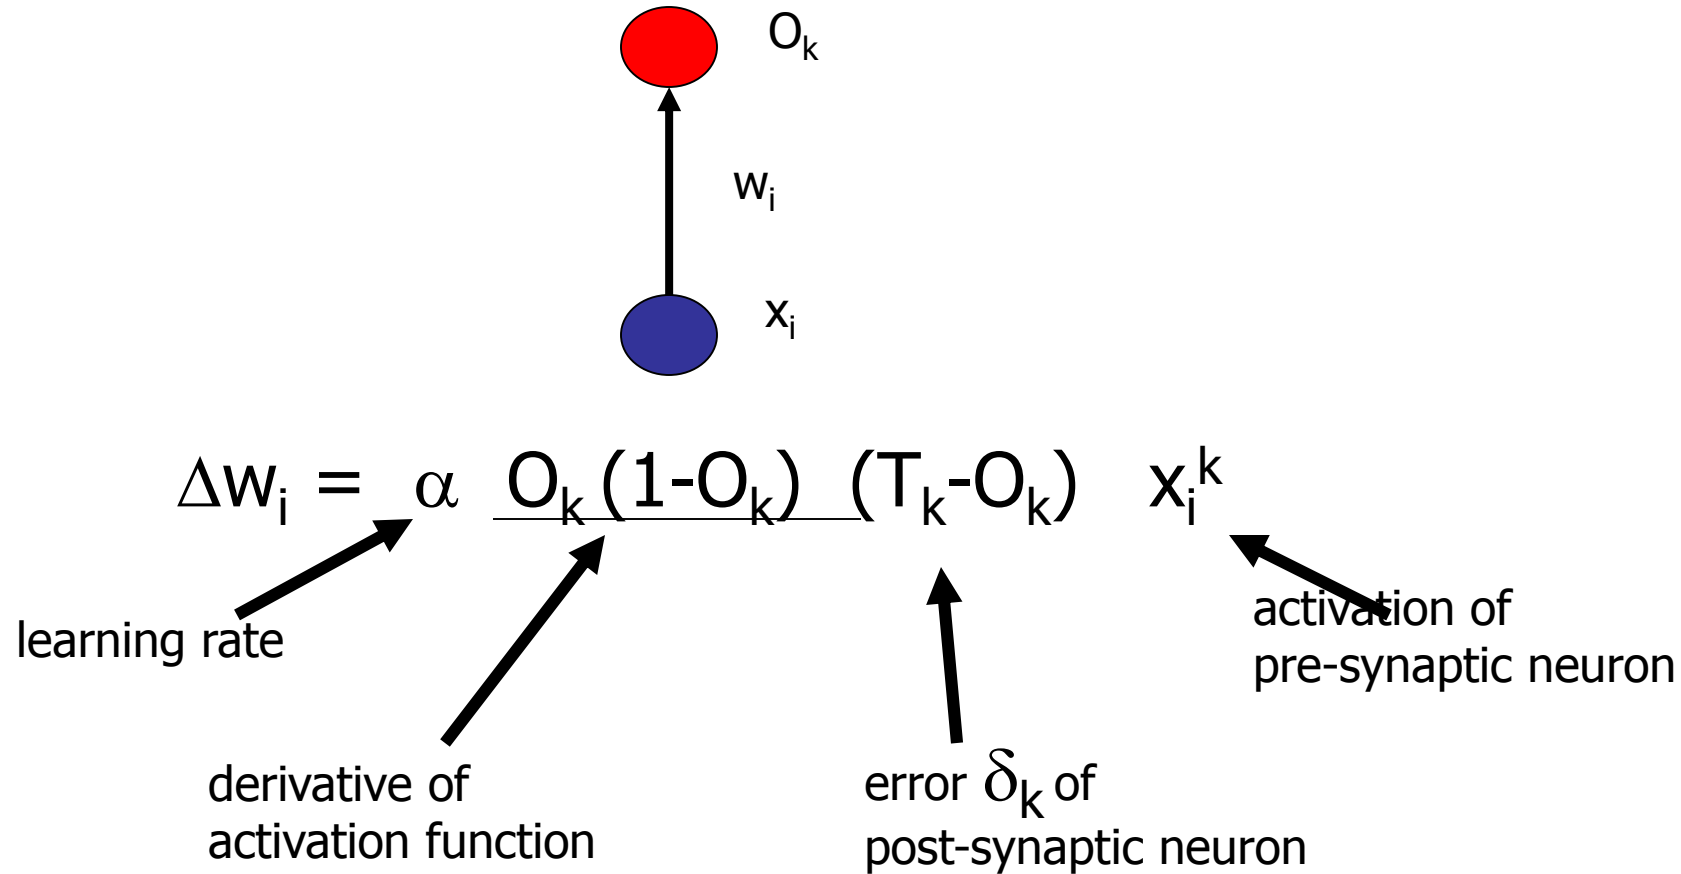 Oₖ
wᵢ
xᵢ
Δwᵢ = α Oₖ(1-Oₖ) (Tₖ-Oₖ) xᵢᵏ
learning rate
activation of
pre-synaptic neuron
derivative of
activation function
error δₖ of
post-synaptic neuron